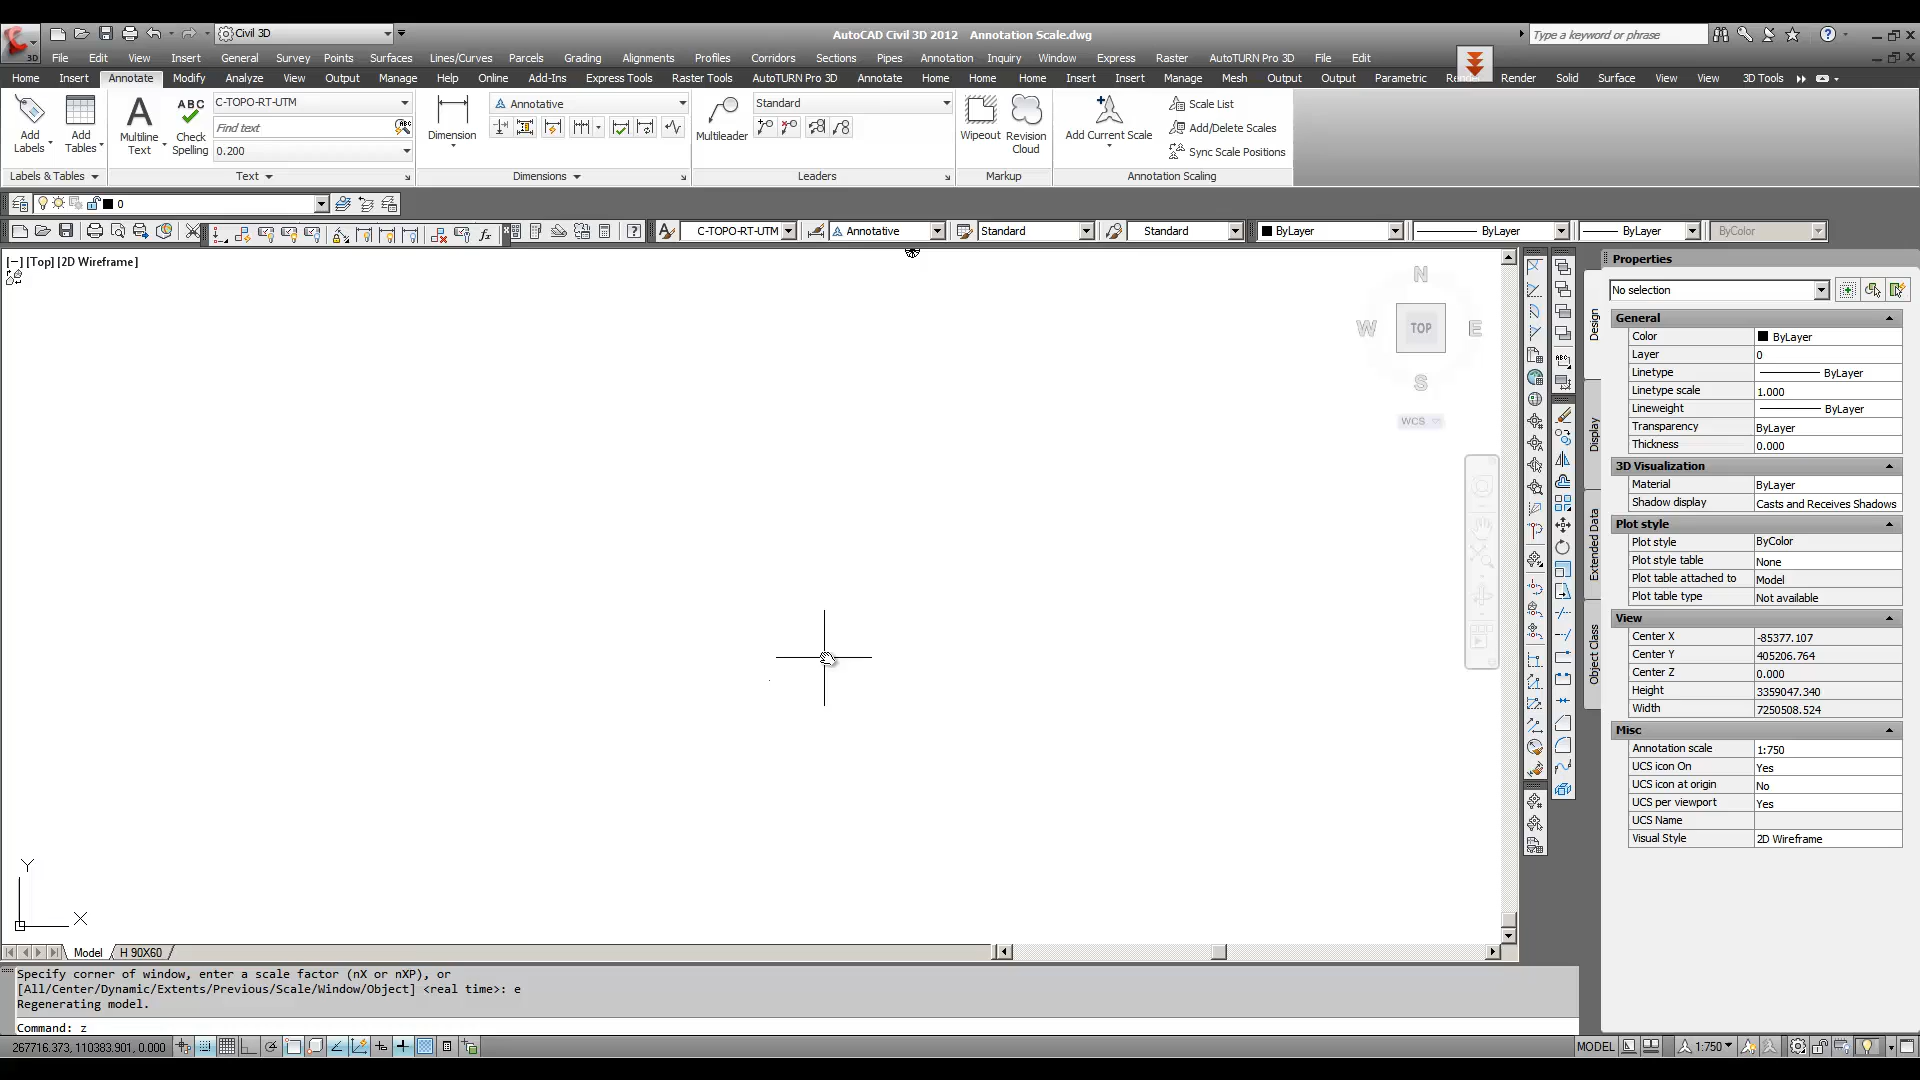 Civil 3D
AutoCAD Civil 3D 2012 Annotation Scale.dwg
Type a keyword or phrase
3D
File Edit View Insert General Survey Points Surfaces Lines/Curves Parcels Grading Alignments Profiles Corridors Sections Pipes Annotation Inquiry Window Express Raster AutoTURN Pro 3D File Edit
Home Insert Annotate Modify Analyze View Output Manage Help Online Add-Ins Express Tools Raster Tools AutoTURN Pro 3D Annotate Home Home Home Insert Insert Manage Mesh Output Output Parametric Render Render Solid Surface View View 3D Tools
Add Labels
Add Tables
Multiline Text
ABC
Check Spelling
C-TOPO-RT-UTM
Find text
0.200
Dimension
Annotative
Multileader
Standard
Wipeout
Revision Cloud
Add Current Scale
Scale List
Add/Delete Scales
Sync Scale Positions
Labels & Tables Text Dimensions Leaders Markup Annotation Scaling
0
C-TOPO-RT-UTM Annotative Standard Standard ByLayer ByLayer ByLayer ByColor
[−] [Top] [2D Wireframe]
N
W TOP E
S
WCS
Y
X
Model H 90X60
Properties
No selection
Design
Display
Extended Data
Object Class
General
Color ByLayer
Layer 0
Linetype ByLayer
Linetype scale 1.000
Lineweight ByLayer
Transparency ByLayer
Thickness 0.000
3D Visualization
Material ByLayer
Shadow display Casts and Receives Shadows
Plot style
Plot style ByColor
Plot style table None
Plot table attached to Model
Plot table type Not available
View
Center X -85377.107
Center Y 405206.764
Center Z 0.000
Height 3359047.340
Width 7250508.524
Misc
Annotation scale 1:750
UCS icon On Yes
UCS icon at origin No
UCS per viewport Yes
UCS Name
Visual Style 2D Wireframe
Specify corner of window, enter a scale factor (nX or nXP), or
[All/Center/Dynamic/Extents/Previous/Scale/Window/Object] <real time>: e
Regenerating model.
Command: z
267716.373, 110383.901, 0.000
MODEL
1:750